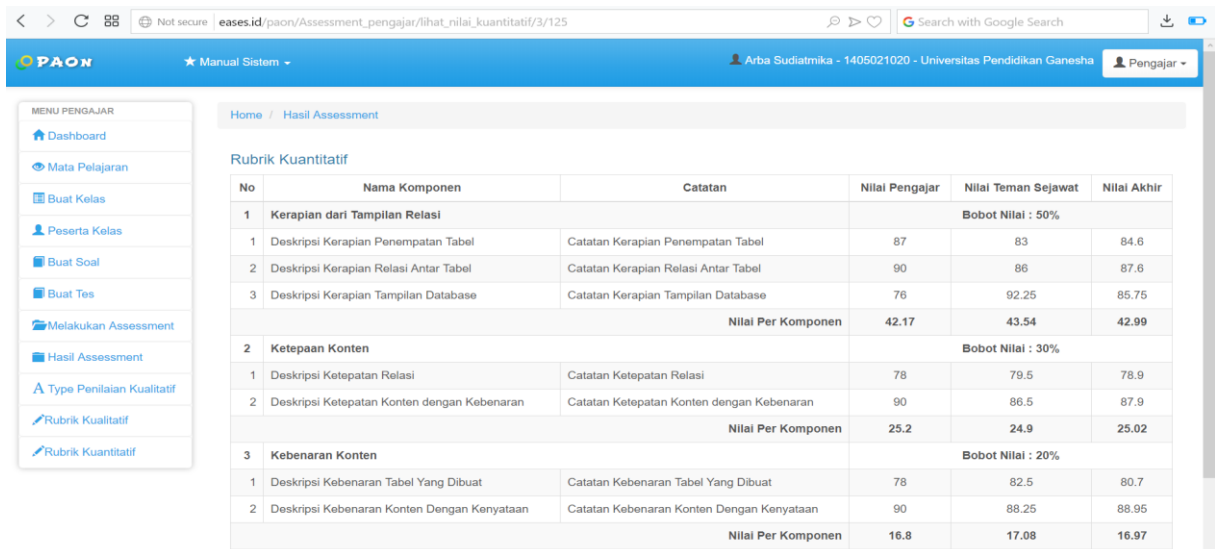 Not secure eases.id/paon/Assessment_pengajar/lihat_nilai_kuantitatif/3/125 Search with Google Search
OPAON Manual Sistem Arba Sudiatmika - 1405021020 - Universitas Pendidikan Ganesha Pengajar
MENU PENGAJAR
Dashboard
Mata Pelajaran
Buat Kelas
Peserta Kelas
Buat Soal
Buat Tes
Melakukan Assessment
Hasil Assessment
A Type Penilaian Kualitatif
Rubrik Kualitatif
Rubrik Kuantitatif
Home / Hasil Assessment
Rubrik Kuantitatif
No Nama Komponen Catatan Nilai Pengajar Nilai Teman Sejawat Nilai Akhir
1 Kerapian dari Tampilan Relasi Bobot Nilai : 50%
1 Deskripsi Kerapian Penempatan Tabel Catatan Kerapian Penempatan Tabel 87 83 84.6
2 Deskripsi Kerapian Relasi Antar Tabel Catatan Kerapian Relasi Antar Tabel 90 86 87.6
3 Deskripsi Kerapian Tampilan Database Catatan Kerapian Tampilan Database 76 92.25 85.75
Nilai Per Komponen 42.17 43.54 42.99
2 Ketepaan Konten Bobot Nilai : 30%
1 Deskripsi Ketepatan Relasi Catatan Ketepatan Relasi 78 79.5 78.9
2 Deskripsi Ketepatan Konten dengan Kebenaran Catatan Ketepatan Konten dengan Kebenaran 90 86.5 87.9
Nilai Per Komponen 25.2 24.9 25.02
3 Kebenaran Konten Bobot Nilai : 20%
1 Deskripsi Kebenaran Tabel Yang Dibuat Catatan Kebenaran Tabel Yang Dibuat 78 82.5 80.7
2 Deskripsi Kebenaran Konten Dengan Kenyataan Catatan Kebenaran Konten Dengan Kenyataan 90 88.25 88.95
Nilai Per Komponen 16.8 17.08 16.97